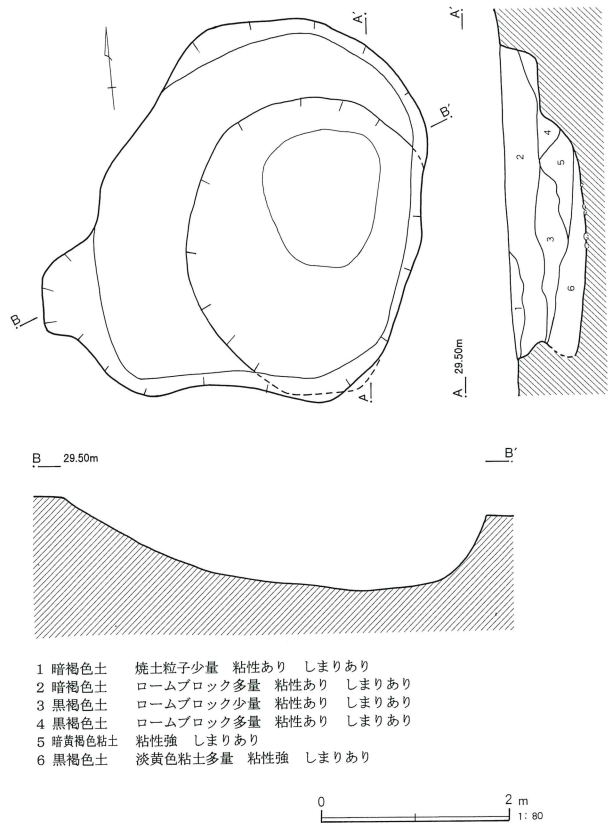 A′
A′
B′
2
4
5
3
6
1
B
A
A 29.50m
B 29.50m
B′
1 暗褐色土 焼土粒子少量 粘性あり しまりあり
2 暗褐色土 ロームブロック多量 粘性あり しまりあり
3 黒褐色土 ロームブロック少量 粘性あり しまりあり
4 黒褐色土 ロームブロック多量 粘性あり しまりあり
5 暗黄褐色粘土 粘性強 しまりあり
6 黒褐色土 淡黄色粘土多量 粘性強 しまりあり
0 2 m
1:80